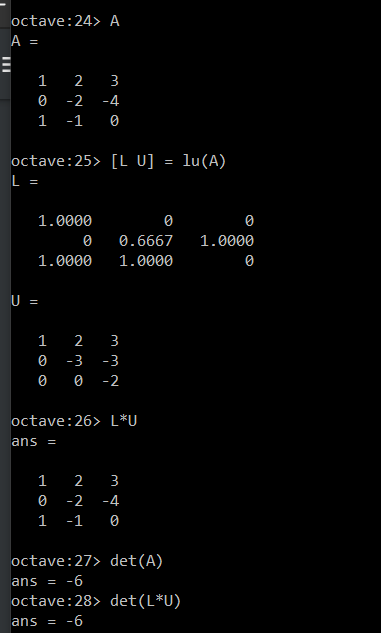 octave:24> A
A =
1 2 3
0 -2 -4
1 -1 0
octave:25> [L U] = lu(A)
L =
1.0000 0 0
0 0.6667 1.0000
1.0000 1.0000 0
U =
1 2 3
0 -3 -3
0 0 -2
octave:26> L*U
ans =
1 2 3
0 -2 -4
1 -1 0
octave:27> det(A)
ans = -6
octave:28> det(L*U)
ans = -6